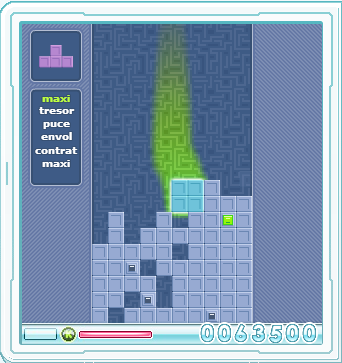 maxi
tresor
puce
envol
contrat
maxi
0063500